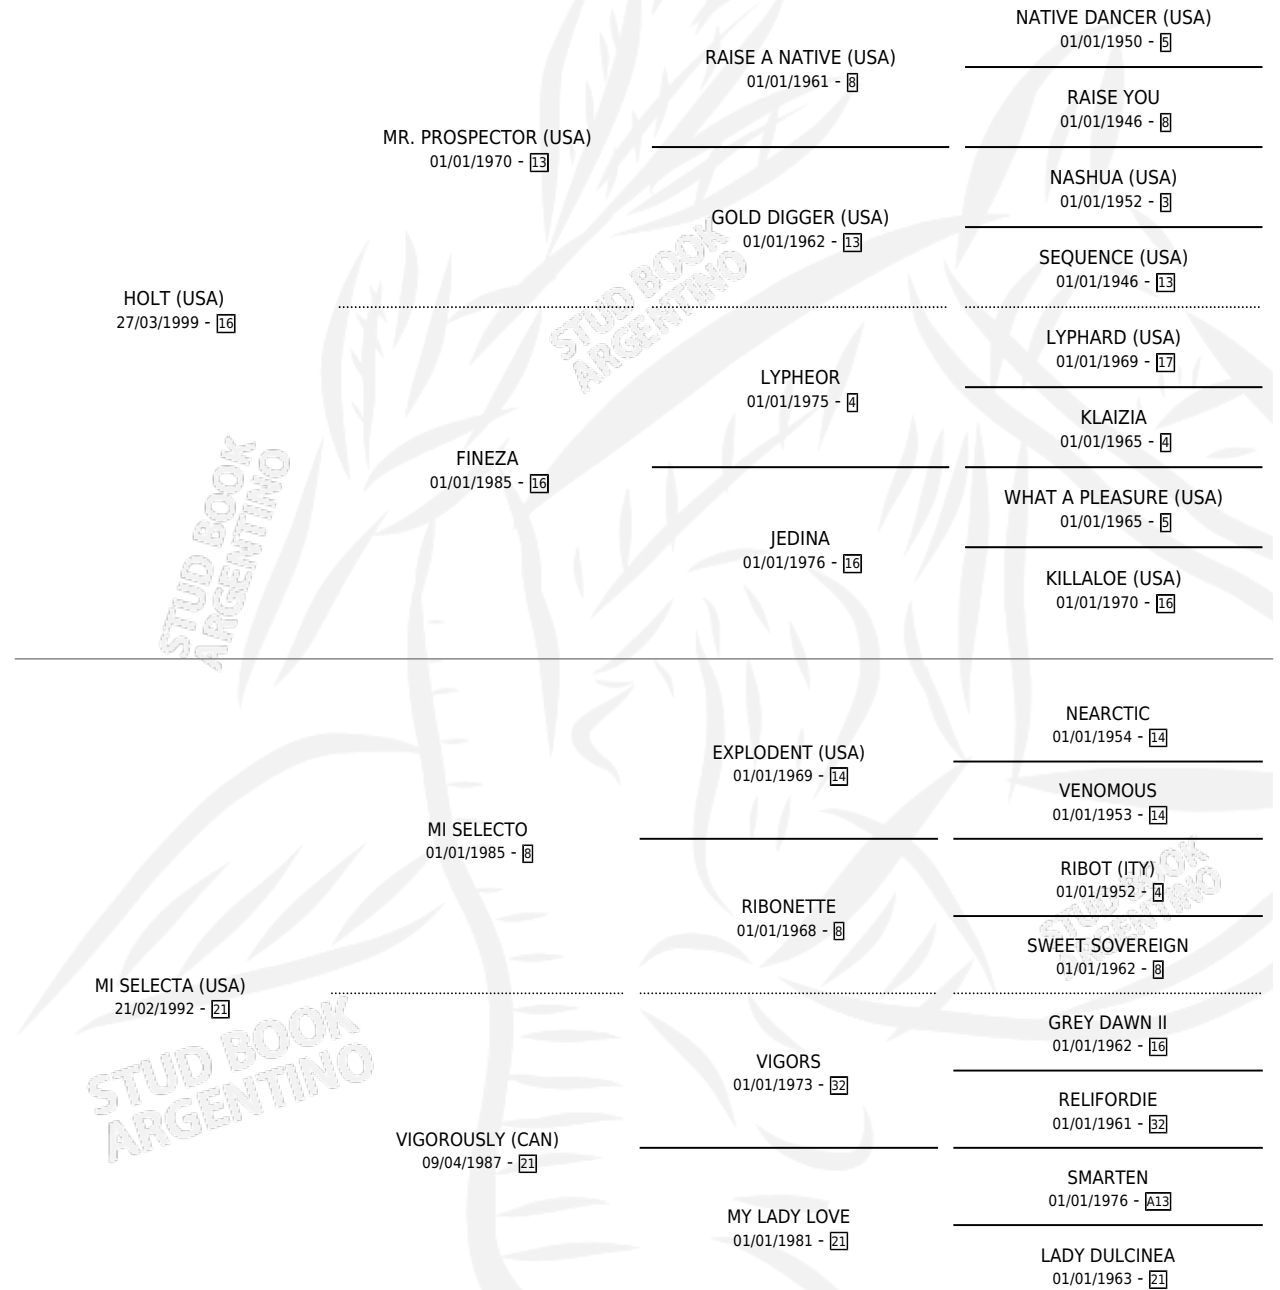 NATIVE DANCER (USA)
01/01/1950 - 5
RAISE A NATIVE (USA)
01/01/1961 - 8
RAISE YOU
01/01/1946 - 8
MR. PROSPECTOR (USA)
01/01/1970 - 13
NASHUA (USA)
01/01/1952 - 3
GOLD DIGGER (USA)
01/01/1962 - 13
SEQUENCE (USA)
01/01/1946 - 13
HOLT (USA)
27/03/1999 - 16
LYPHARD (USA)
01/01/1969 - 17
LYPHEOR
01/01/1975 - 4
KLAIZIA
01/01/1965 - 4
FINEZA
01/01/1985 - 16
WHAT A PLEASURE (USA)
01/01/1965 - 5
JEDINA
01/01/1976 - 16
KILLALOE (USA)
01/01/1970 - 16
NEARCTIC
01/01/1954 - 14
EXPLODENT (USA)
01/01/1969 - 14
VENOMOUS
01/01/1953 - 14
MI SELECTO
01/01/1985 - 8
RIBOT (ITY)
01/01/1952 - 4
RIBONETTE
01/01/1968 - 8
SWEET SOVEREIGN
01/01/1962 - 8
MI SELECTA (USA)
21/02/1992 - 21
GREY DAWN II
01/01/1962 - 16
VIGORS
01/01/1973 - 32
RELIFORDIE
01/01/1961 - 32
VIGOROUSLY (CAN)
09/04/1987 - 21
SMARTEN
01/01/1976 - A13
MY LADY LOVE
01/01/1981 - 21
LADY DULCINEA
01/01/1963 - 21
STUD BOOK
ARGENTINO
STUD BOOK
ARGENTINO
STUD BOOK
ARGENTINO
STUD BOOK
ARGENTINO